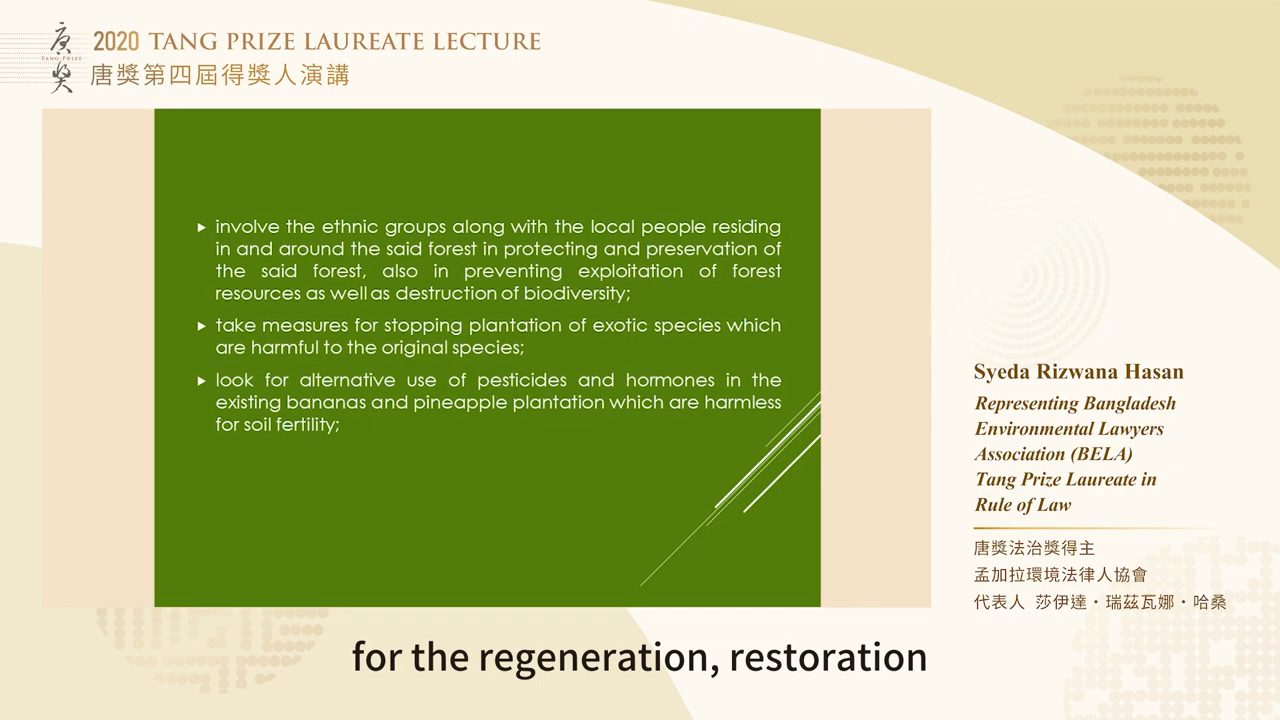 唐獎
TANG PRIZE
2020 TANG PRIZE LAUREATE LECTURE
唐獎第四屆得獎人演講
involve the ethnic groups along with the local people residing
in and around the said forest in protecting and preservation of
the said forest, also in preventing exploitation of forest
resources as well as destruction of biodiversity;
take measures for stopping plantation of exotic species which
are harmful to the original species;
look for alternative use of pesticides and hormones in the
existing bananas and pineapple plantation which are harmless
for soil fertility;
Syeda Rizwana Hasan
Representing Bangladesh
Environmental Lawyers
Association (BELA)
Tang Prize Laureate in
Rule of Law
唐獎法治獎得主
孟加拉環境法律人協會
代表人 莎伊達・瑞茲瓦娜・哈桑
for the regeneration, restoration